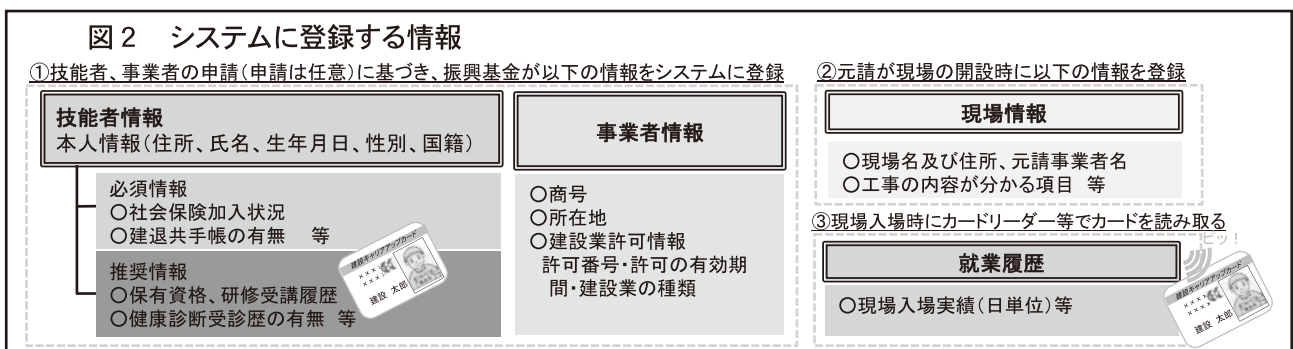 図２　システムに登録する情報
①技能者、事業者の申請（申請は任意）に基づき、振興基金が以下の情報をシステムに登録
技能者情報
本人情報（住所、氏名、生年月日、性別、国籍）
必須情報
○社会保険加入状況
○建退共手帳の有無　等
推奨情報
○保有資格、研修受講履歴
○健康診断受診歴の有無　等
建設キャリアアップカード
××××
××××
建設　太郎
事業者情報
○商号
○所在地
○建設業許可情報
許可番号・許可の有効期
間・建設業の種類
②元請が現場の開設時に以下の情報を登録
現場情報
○現場名及び住所、元請事業者名
○工事の内容が分かる項目　等
③現場入場時にカードリーダー等でカードを読み取る
ピッ！
就業履歴
○現場入場実績（日単位）等
建設キャリアアップカード
××××
××××
建設　太郎